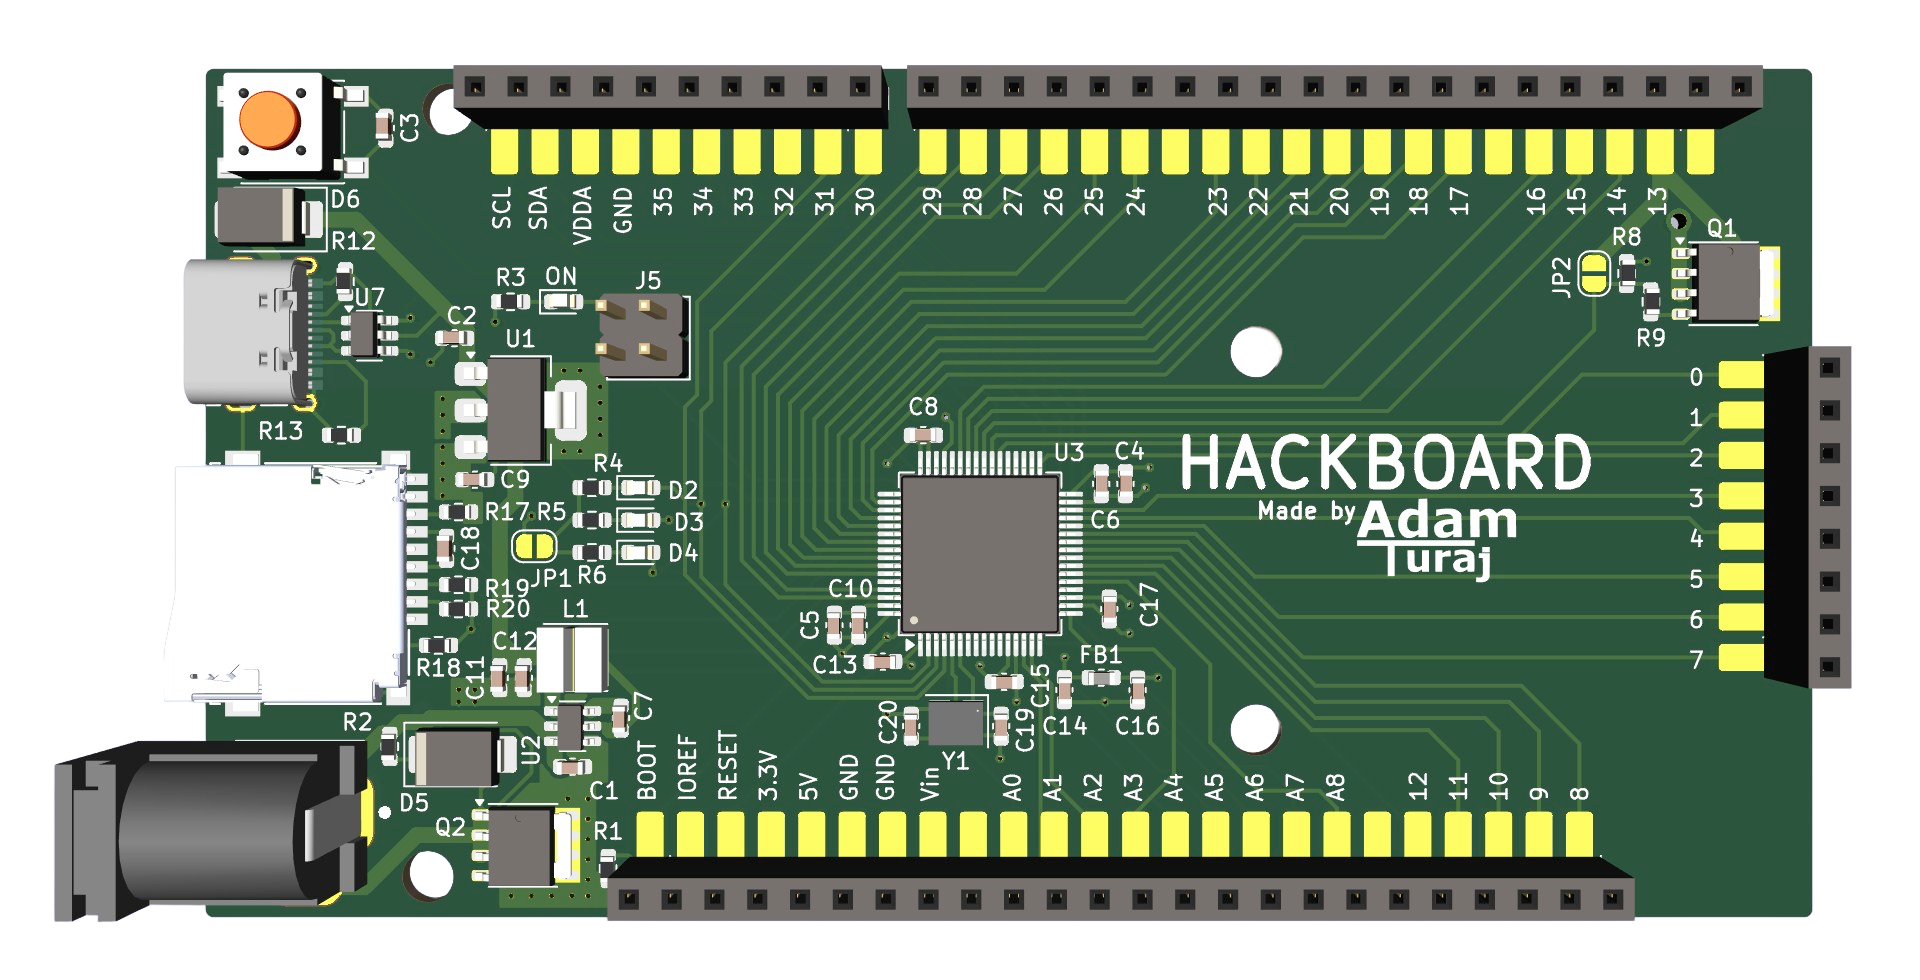 C3
D6
SCL SDA VDDA GND 35 34 33 32 31 30 29 28 27 26 25 24 23 22 21 20 19 18 17 16 15 14 13
R12
R8 Q1
JP2
R3 ON J5
U7
C2
U1
R9
0
1
2
3
4
5
6
7
C8
R13
U3 C4
HACKBOARD
Made by Adam
Turaj
R4
C9 D2
R17 R5 D3
C6
C18
D4
JP1 R6
R19
R20
C10
L1
C5
C17
C12
C13
FB1
R18
C11
C15
C7
R2
C20
C19 C14 C16
U2
Y1
D5
C1
BOOT IOREF RESET 3.3V 5V GND GND Vin A0 A1 A2 A3 A4 A5 A6 A7 A8 12 11 10 9 8
Q2
R1